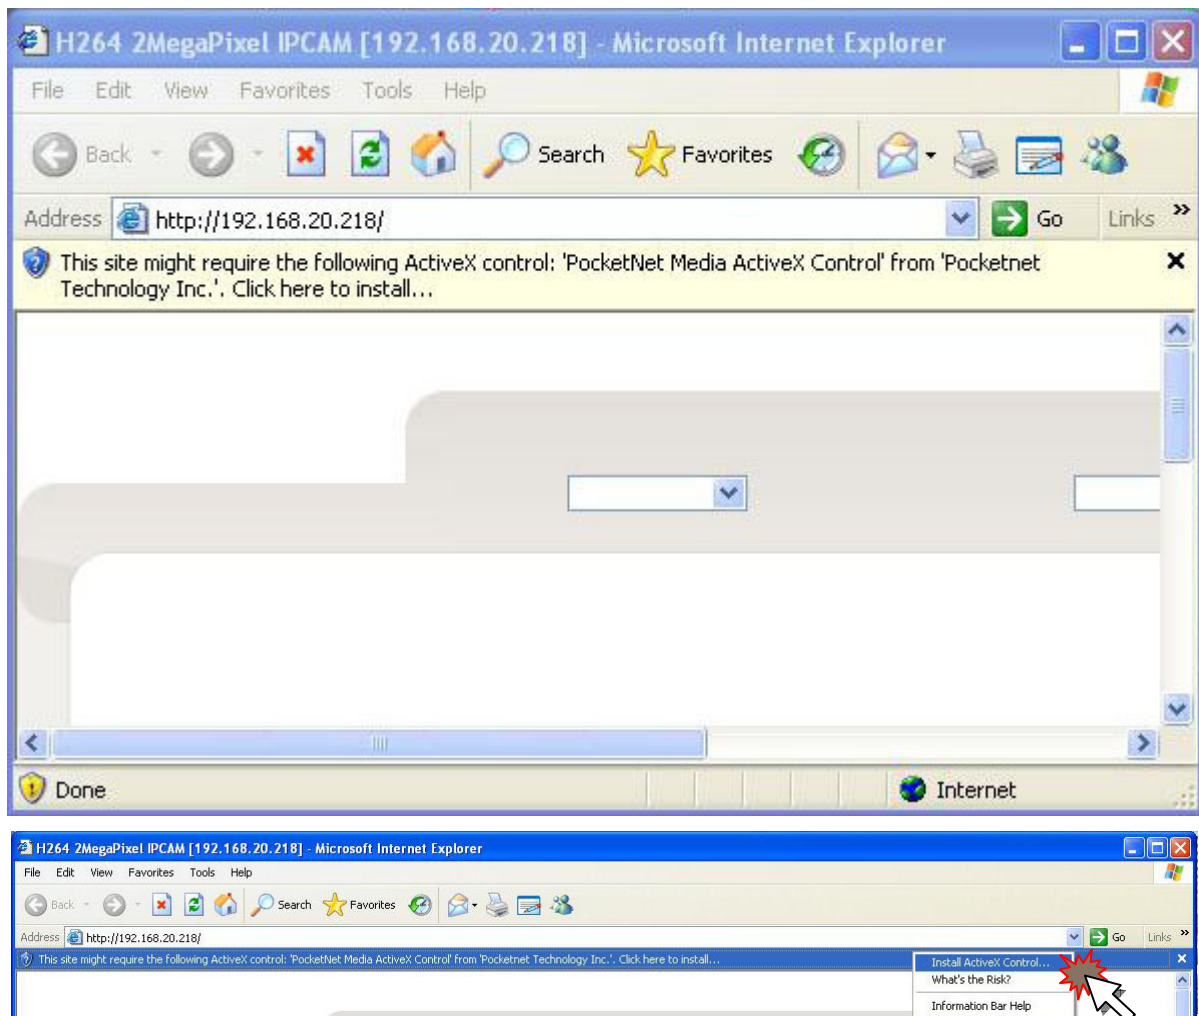 H264 2MegaPixel IPCAM [192.168.20.218] - Microsoft Internet Explorer
File Edit View Favorites Tools Help
Back Search Favorites
Address http://192.168.20.218/ Go Links »
This site might require the following ActiveX control: 'PocketNet Media ActiveX Control' from 'Pocketnet
Technology Inc.'. Click here to install...
Done Internet
H264 2MegaPixel IPCAM [192.168.20.218] - Microsoft Internet Explorer
File Edit View Favorites Tools Help
Back Search Favorites
Address http://192.168.20.218/ Go Links »
This site might require the following ActiveX control: 'PocketNet Media ActiveX Control' from 'Pocketnet Technology Inc.'. Click here to install...
Install ActiveX Control...
What's the Risk?
Information Bar Help